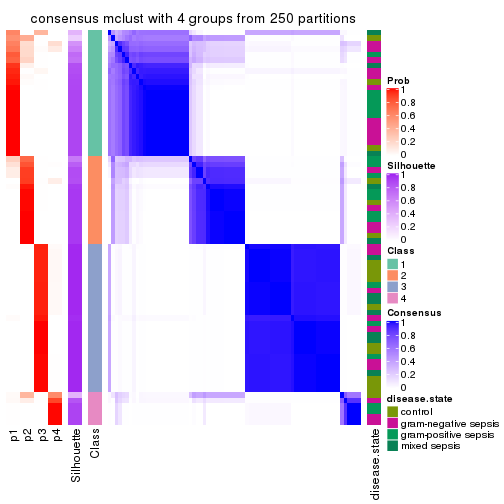 consensus mclust with 4 groups from 250 partitions
Prob
1
0.8
0.6
0.4
0.2
0
Silhouette
1
0.8
0.6
0.4
0.2
0
Class
1
2
3
4
Consensus
1
0.8
0.6
0.4
0.2
0
disease.state
control
gram-negative sepsis
gram-positive sepsis
mixed sepsis
p1
p2
p3
p4
Silhouette
Class
disease.state